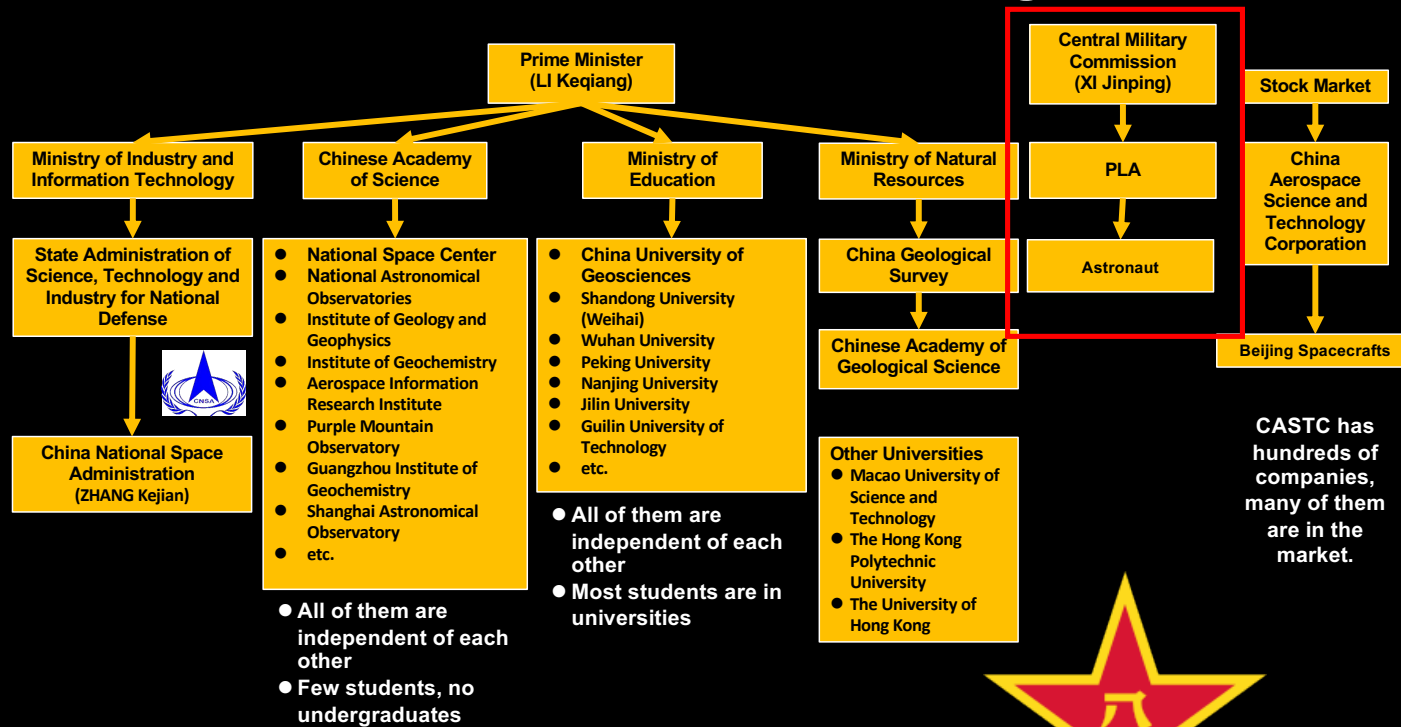 Prime Minister
(LI Keqiang)
Central Military
Commission
(XI Jinping)
Stock Market
Ministry of Industry and
Information Technology
Chinese Academy
of Science
Ministry of
Education
Ministry of Natural
Resources
PLA
China
Aerospace
Science and
Technology
Corporation
State Administration of
Science, Technology and
Industry for National
Defense
CNSA
China National Space
Administration
(ZHANG Kejian)
● National Space Center
● National Astronomical
Observatories
● Institute of Geology and
Geophysics
● Institute of Geochemistry
● Aerospace Information
Research Institute
● Purple Mountain
Observatory
● Guangzhou Institute of
Geochemistry
● Shanghai Astronomical
Observatory
● etc.
● All of them are
independent of each
other
● Few students, no
undergraduates
● China University of
Geosciences
● Shandong University
(Weihai)
● Wuhan University
● Peking University
● Nanjing University
● Jilin University
● Guilin University of
Technology
● etc.
● All of them are
independent of each
other
● Most students are in
universities
China Geological
Survey
Chinese Academy of
Geological Science
Other Universities
● Macao University of
Science and
Technology
● The Hong Kong
Polytechnic
University
● The University of
Hong Kong
Astronaut
Beijing Spacecrafts
CASTC has
hundreds of
companies,
many of them
are in the
market.
八